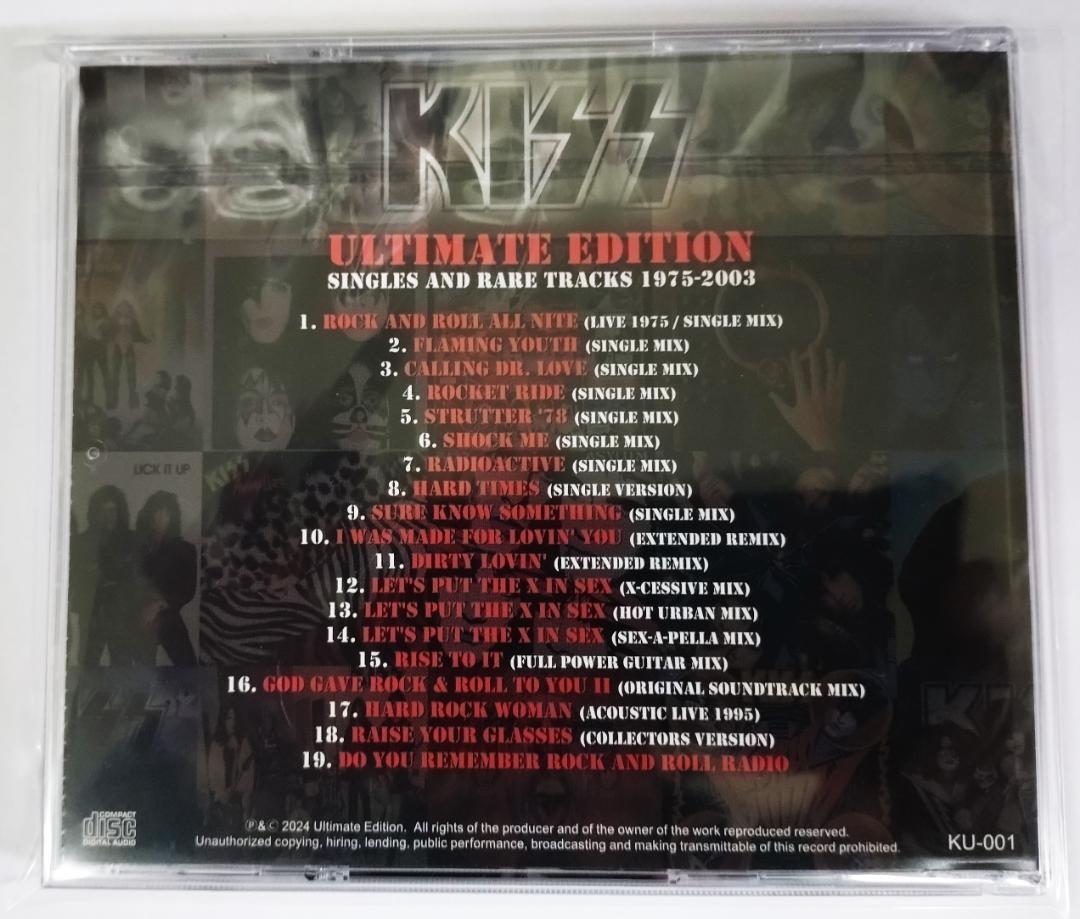 KISS
ULTIMATE EDITION
SINGLES AND RARE TRACKS 1975-2003
1. ROCK AND ROLL ALL NITE (LIVE 1975 / SINGLE MIX)
2. FLAMING YOUTH (SINGLE MIX)
3. CALLING DR. LOVE (SINGLE MIX)
4. ROCKET RIDE (SINGLE MIX)
5. STRUTTER '78 (SINGLE MIX)
6. SHOCK ME (SINGLE MIX)
7. RADIOACTIVE (SINGLE MIX)
8. HARD TIMES (SINGLE VERSION)
9. SURE KNOW SOMETHING (SINGLE MIX)
10. I WAS MADE FOR LOVIN' YOU (EXTENDED REMIX)
11. DIRTY LOVIN' (EXTENDED REMIX)
12. LET'S PUT THE X IN SEX (X-CESSIVE MIX)
13. LET'S PUT THE X IN SEX (HOT URBAN MIX)
14. LET'S PUT THE X IN SEX (SEX-A-PELLA MIX)
15. RISE TO IT (FULL POWER GUITAR MIX)
16. GOD GAVE ROCK & ROLL TO YOU II (ORIGINAL SOUNDTRACK MIX)
17. HARD ROCK WOMAN (ACOUSTIC LIVE 1995)
18. RAISE YOUR GLASSES (COLLECTORS VERSION)
19. DO YOU REMEMBER ROCK AND ROLL RADIO
LICK IT UP
KISS
COMPACT
disc
DIGITAL AUDIO
℗ & © 2024 Ultimate Edition. All rights of the producer and of the owner of the work reproduced reserved.
Unauthorized copying, hiring, lending, public performance, broadcasting and making transmittable of this record prohibited.
KU-001